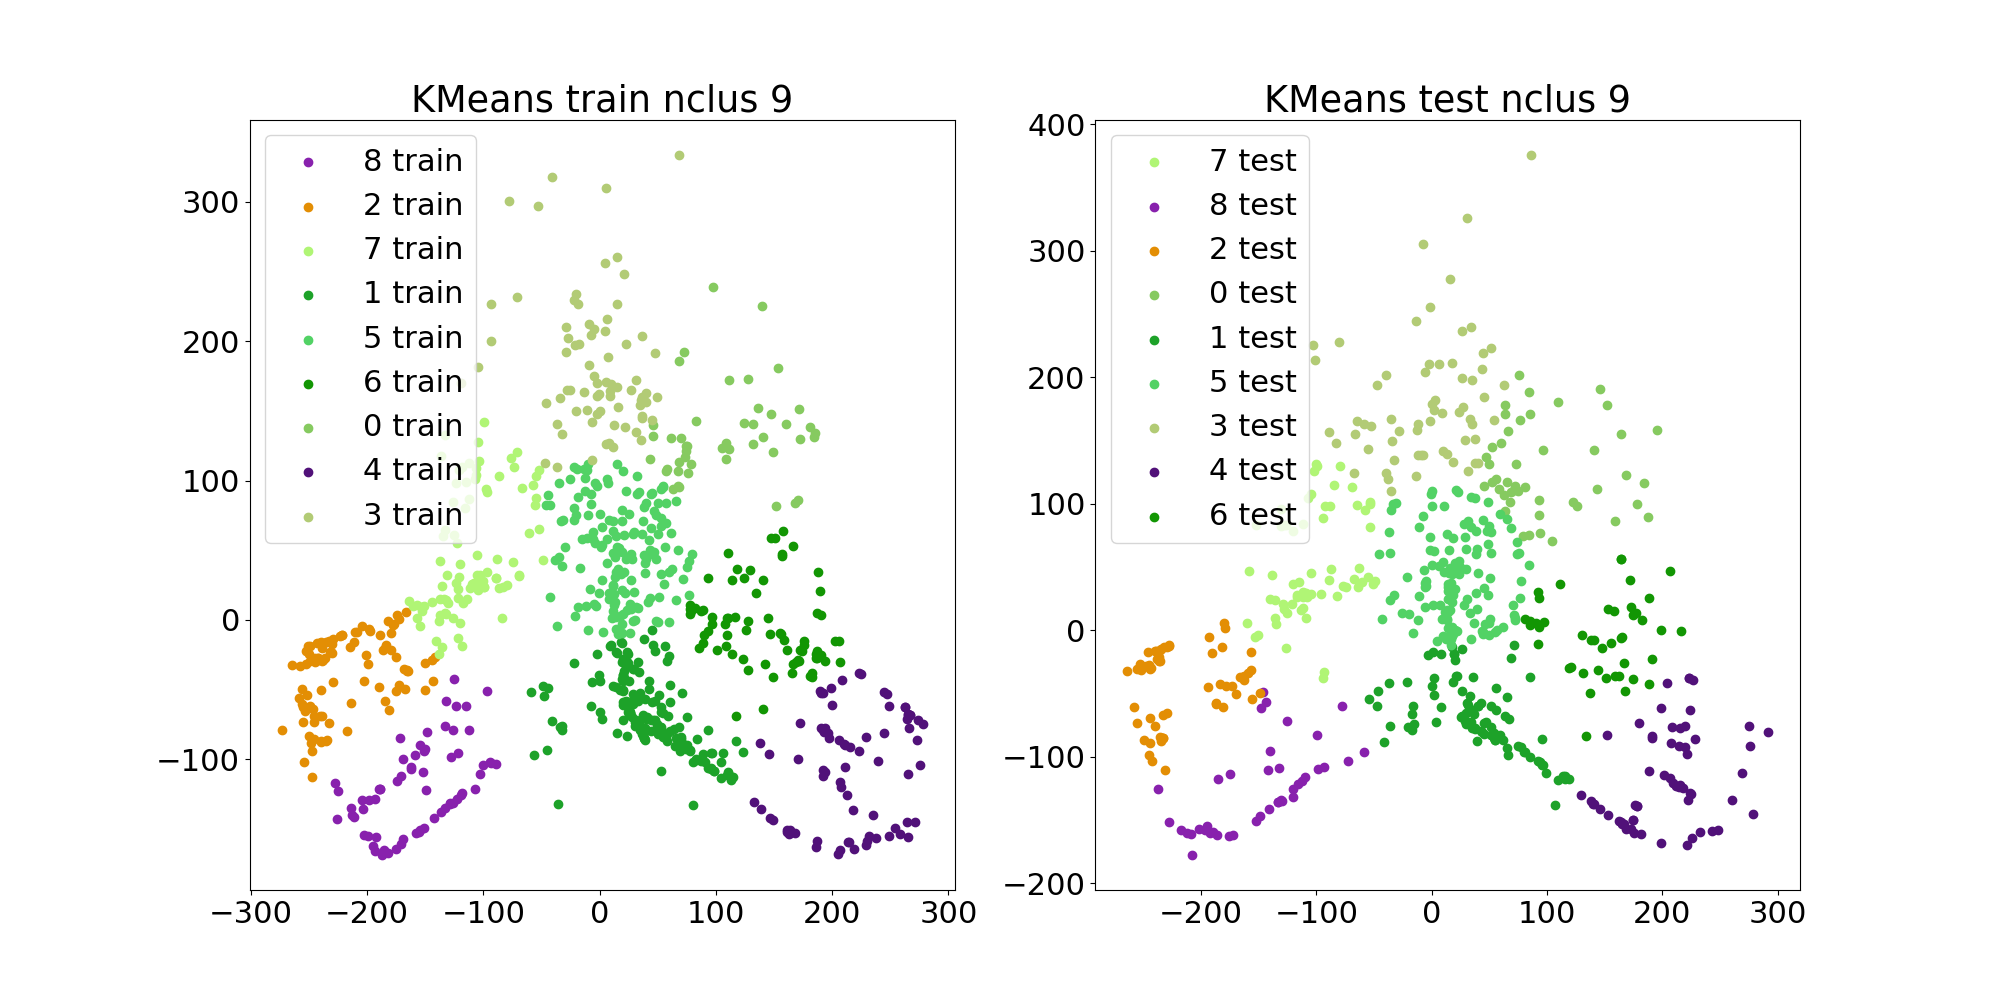 KMeans train nclus 9
8 train
2 train
7 train
1 train
5 train
6 train
0 train
4 train
3 train
300
200
100
0
−100
−300
−200
−100
0
100
200
300
KMeans test nclus 9
7 test
8 test
2 test
0 test
1 test
5 test
3 test
4 test
6 test
400
300
200
100
0
−100
−200
−200
−100
0
100
200
300